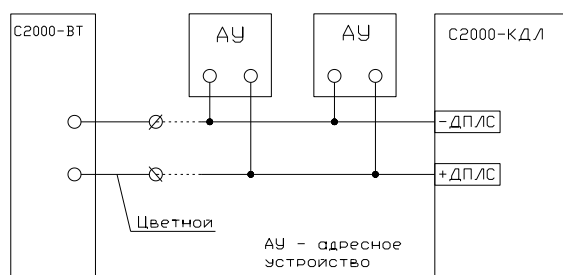 С2000-ВТ
АУ
АУ
С2000-КДЛ
-ДПЛС
+ДПЛС
Цветной
АУ - адресное
устройство